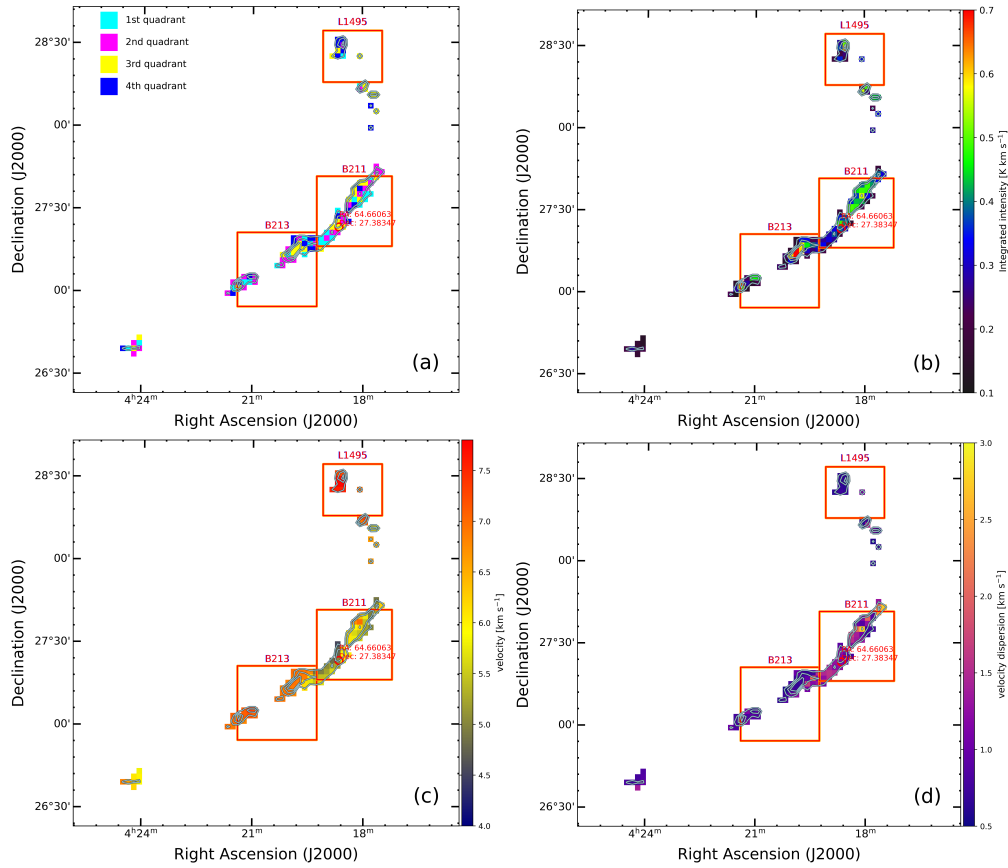 1st quadrant
2nd quadrant
3rd quadrant
4th quadrant
L1495
B211
64.66063
27.38347
B213
(a)
28°30'
00'
27°30'
00'
26°30'
Declination (J2000)
4ʰ24ᵐ
21ᵐ
18ᵐ
Right Ascension (J2000)
L1495
B211
64.66063
27.38347
B213
(b)
28°30'
00'
27°30'
00'
26°30'
Declination (J2000)
4ʰ24ᵐ
21ᵐ
18ᵐ
Right Ascension (J2000)
0.7
0.6
0.5
0.4
0.3
0.2
0.1
Integrated intensity [K km s⁻¹]
L1495
B211
64.66063
27.38347
B213
(c)
28°30'
00'
27°30'
00'
26°30'
Declination (J2000)
4ʰ24ᵐ
21ᵐ
18ᵐ
Right Ascension (J2000)
7.5
7.0
6.5
6.0
5.5
5.0
4.5
4.0
velocity [km s⁻¹]
L1495
B211
64.66063
c: 27.38347
B213
(d)
28°30'
00'
27°30'
00'
26°30'
Declination (J2000)
4ʰ24ᵐ
21ᵐ
18ᵐ
Right Ascension (J2000)
3.0
2.5
2.0
1.5
1.0
0.5
velocity dispersion [km s⁻¹]